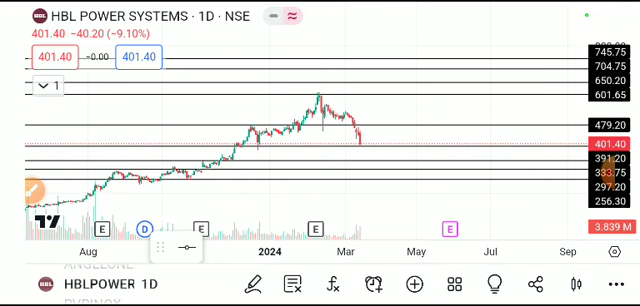 HBL HBL POWER SYSTEMS · 1D · NSE
401.40 -40.20 (-9.10%)
401.40 -0.00 401.40
1
745.75
704.75
650.20
601.65
479.20
401.40
391.20
333.75
297.20
256.30
3.839 M
E D E E E
Aug 2024 Mar May Jul Sep
ANGELONE
HBL HBLPOWER 1D